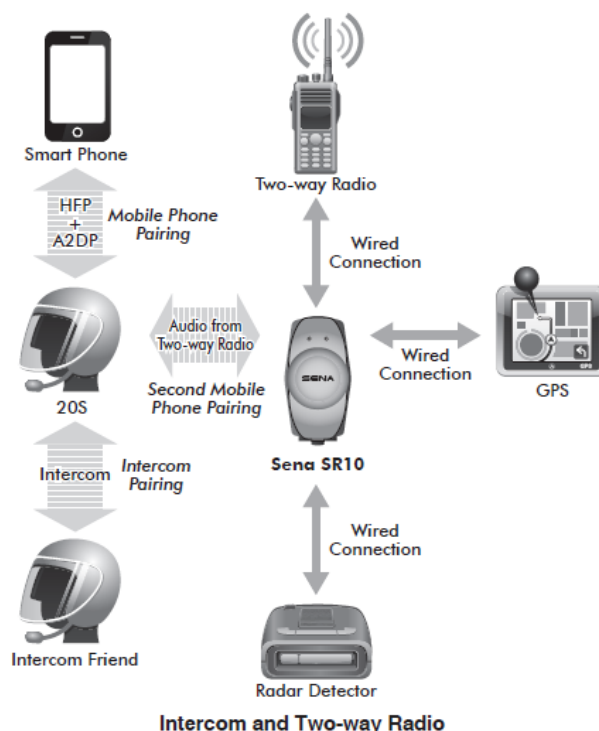 Smart Phone
Two-way Radio
HFP
+
A2DP
Mobile Phone
Pairing
Wired
Connection
Audio from
Two-way Radio
Second Mobile
Phone Pairing
SENA
Wired
Connection
GPS
GPS
20S
Sena SR10
Intercom
Intercom
Pairing
Wired
Connection
Intercom Friend
Radar Detector
Intercom and Two-way Radio